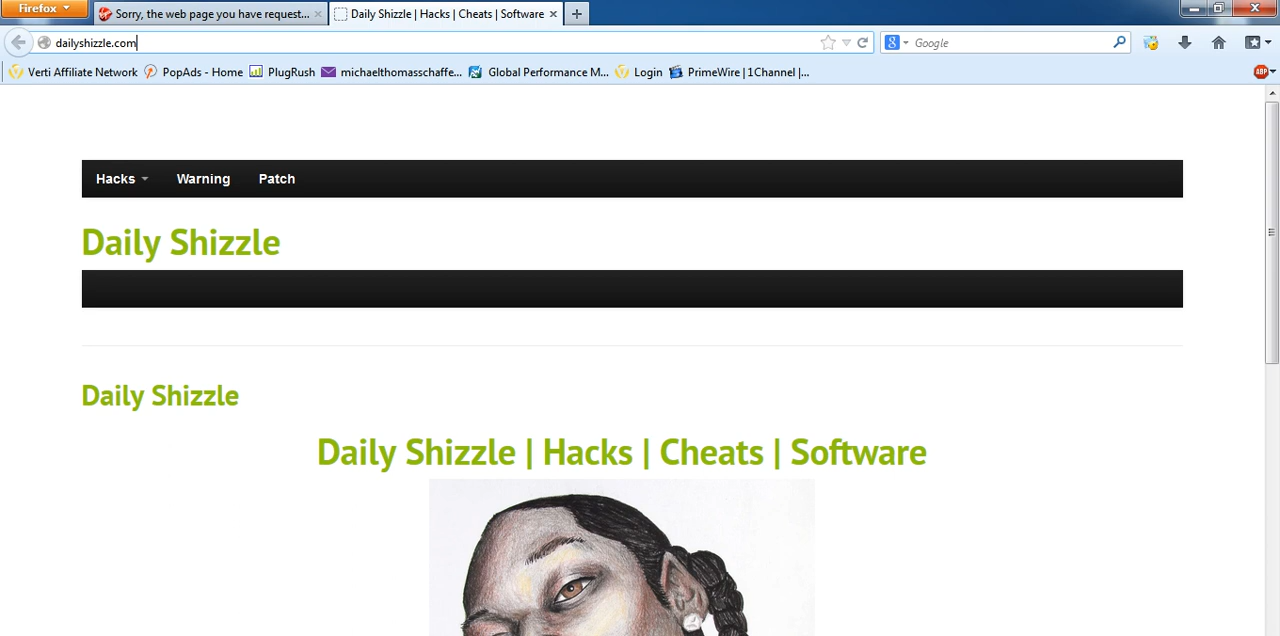 Firefox
Sorry, the web page you have request...
Daily Shizzle | Hacks | Cheats | Software
dailyshizzle.com
8
Google
Verti Affiliate Network
PopAds - Home
PlugRush
michaelthomasschaffe...
Global Performance M...
Login
PrimeWire | 1Channel |...
ABP
Hacks
Warning
Patch
Daily Shizzle
Daily Shizzle
Daily Shizzle | Hacks | Cheats | Software